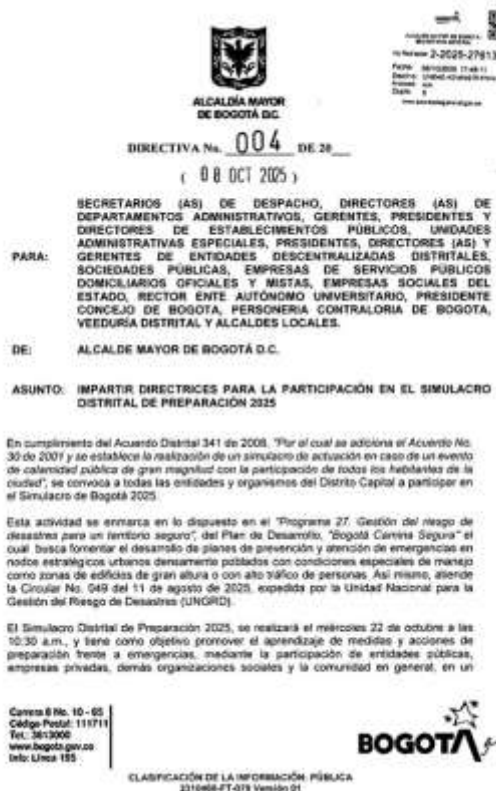 2-2025-27613
ALCALDÍA MAYOR
DE BOGOTÁ D.C.
DIRECTIVA No. 004 DE 20
( 08 OCT 2025 )
SECRETARIOS (AS) DE DESPACHO, DIRECTORES (AS) DE
DEPARTAMENTOS ADMINISTRATIVOS, GERENTES, PRESIDENTES Y
DIRECTORES DE ESTABLECIMIENTOS PÚBLICOS, UNIDADES
ADMINISTRATIVAS ESPECIALES, PRESIDENTES, DIRECTORES (AS) Y
PARA: GERENTES DE ENTIDADES DESCENTRALIZADAS DISTRITALES,
SOCIEDADES PÚBLICAS, EMPRESAS DE SERVICIOS PÚBLICOS
DOMICILIARIOS OFICIALES Y MIXTAS, EMPRESAS SOCIALES DEL
ESTADO, RECTOR ENTE AUTÓNOMO UNIVERSITARIO, PRESIDENTE
CONCEJO DE BOGOTA, PERSONERIA CONTRALORIA DE BOGOTA,
VEEDURÍA DISTRITAL Y ALCALDES LOCALES.
DE: ALCALDE MAYOR DE BOGOTÁ D.C.
ASUNTO: IMPARTIR DIRECTRICES PARA LA PARTICIPACIÓN EN EL SIMULACRO
DISTRITAL DE PREPARACIÓN 2025
En cumplimiento del Acuerdo Distrital 341 de 2008, "Por el cual se adiciona el Acuerdo No.
30 de 2001 y se establece la realización de un simulacro de actuación en caso de un evento
de calamidad pública de gran magnitud con la participación de todos los habitantes de la
ciudad", se convoca a todas las entidades y organismos del Distrito Capital a participar en
el Simulacro de Bogotá 2025.
Esta actividad se enmarca en lo dispuesto en el "Programa 27. Gestión del riesgo de
desastres para un territorio seguro", del Plan de Desarrollo, "Bogotá Camina Segura" el
cual busca fomentar el desarrollo de planes de prevención y atención de emergencias en
nodos estratégicos urbanos densamente poblados con condiciones especiales de manejo
como zonas de edificios de gran altura o con alto tráfico de personas. Así mismo, atiende
la Circular No. 049 del 11 de agosto de 2025, expedida por la Unidad Nacional para la
Gestión del Riesgo de Desastres (UNGRD).
El Simulacro Distrital de Preparación 2025, se realizará el miércoles 22 de octubre a las
10:30 a.m., y tiene como objetivo promover el aprendizaje de medidas y acciones de
preparación frente a emergencias, mediante la participación de entidades públicas,
empresas privadas, demás organizaciones sociales y la comunidad en general, en un
Carrera 8 No. 10 - 65
Código Postal: 111711
Tel.: 3813000
www.bogota.gov.co
Info: Línea 195
BOGOTÁ
CLASIFICACIÓN DE LA INFORMACIÓN: PÚBLICA
2310460-FT-078 Versión 01